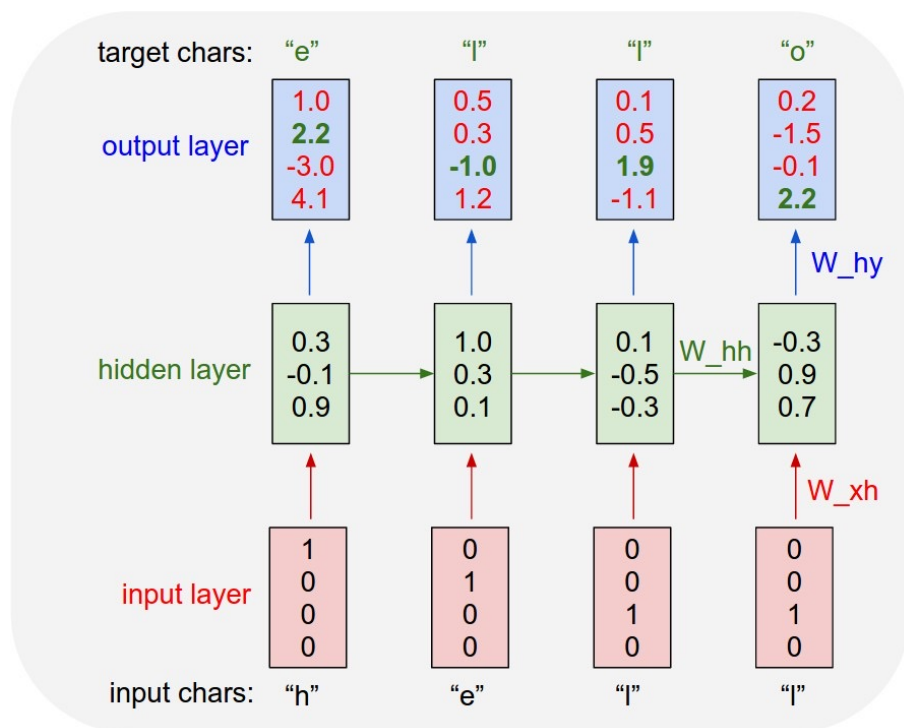 target chars: “e” “l” “l” “o”
1.0 0.5 0.1 0.2
2.2 0.3 0.5 -1.5
output layer
-3.0 -1.0 1.9 -0.1
4.1 1.2 -1.1 2.2
W_hy
0.3 1.0 0.1 -0.3
W_hh
hidden layer
-0.1 0.3 -0.5 0.9
0.9 0.1 -0.3 0.7
W_xh
1 0 0 0
0 1 0 0
input layer
0 0 1 1
0 0 0 0
input chars: “h” “e” “l” “l”